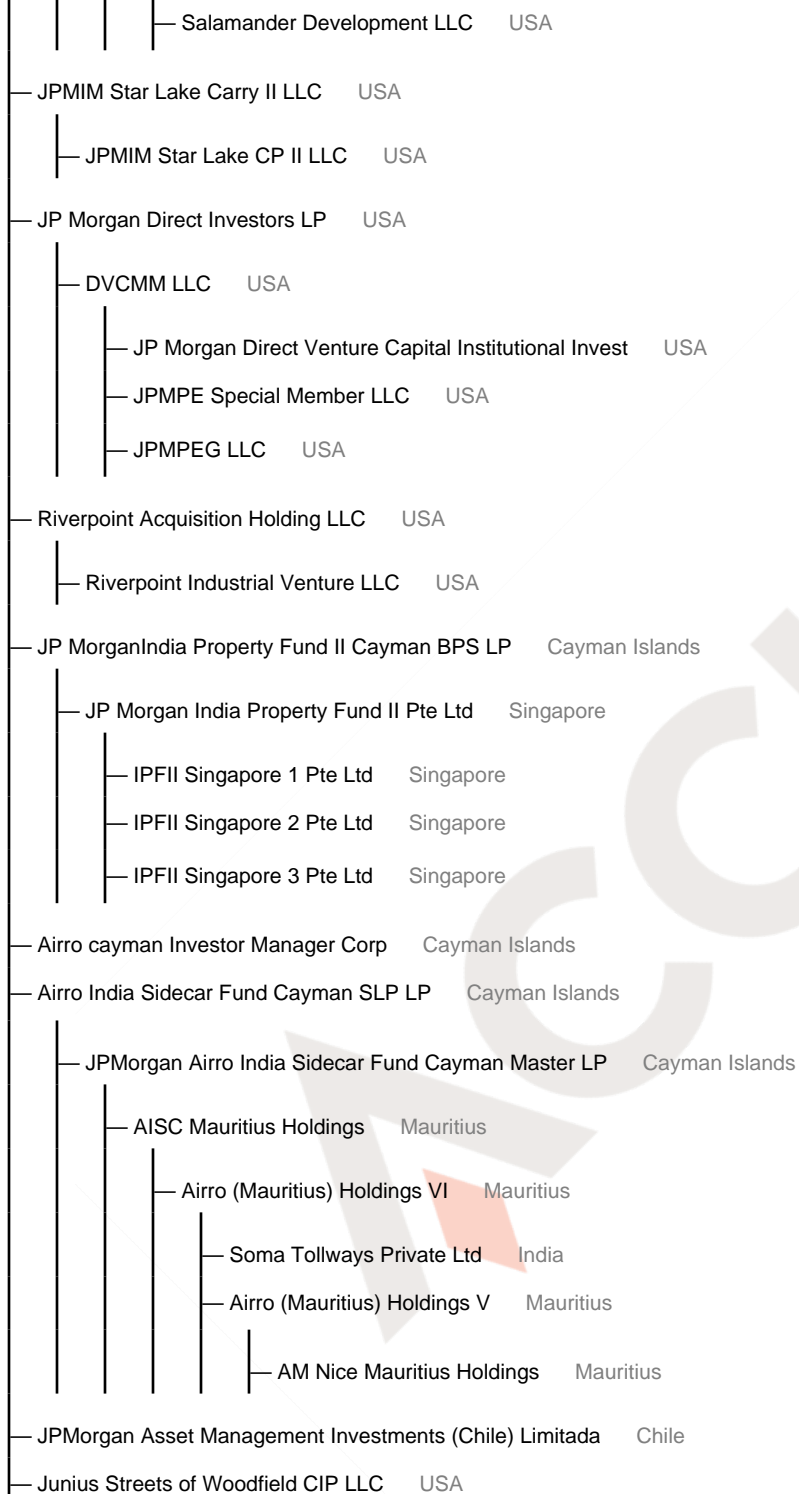 Salamander Development LLC USA
JPMIM Star Lake Carry II LLC USA
JPMIM Star Lake CP II LLC USA
JP Morgan Direct Investors LP USA
DVCMM LLC USA
JP Morgan Direct Venture Capital Institutional Invest USA
JPMPE Special Member LLC USA
JPMPEG LLC USA
Riverpoint Acquisition Holding LLC USA
Riverpoint Industrial Venture LLC USA
JP MorganIndia Property Fund II Cayman BPS LP Cayman Islands
JP Morgan India Property Fund II Pte Ltd Singapore
IPFII Singapore 1 Pte Ltd Singapore
IPFII Singapore 2 Pte Ltd Singapore
IPFII Singapore 3 Pte Ltd Singapore
Airro cayman Investor Manager Corp Cayman Islands
Airro India Sidecar Fund Cayman SLP LP Cayman Islands
JPMorgan Airro India Sidecar Fund Cayman Master LP Cayman Islands
AISC Mauritius Holdings Mauritius
Airro (Mauritius) Holdings VI Mauritius
Soma Tollways Private Ltd India
Airro (Mauritius) Holdings V Mauritius
AM Nice Mauritius Holdings Mauritius
JPMorgan Asset Management Investments (Chile) Limitada Chile
Junius Streets of Woodfield CIP LLC USA